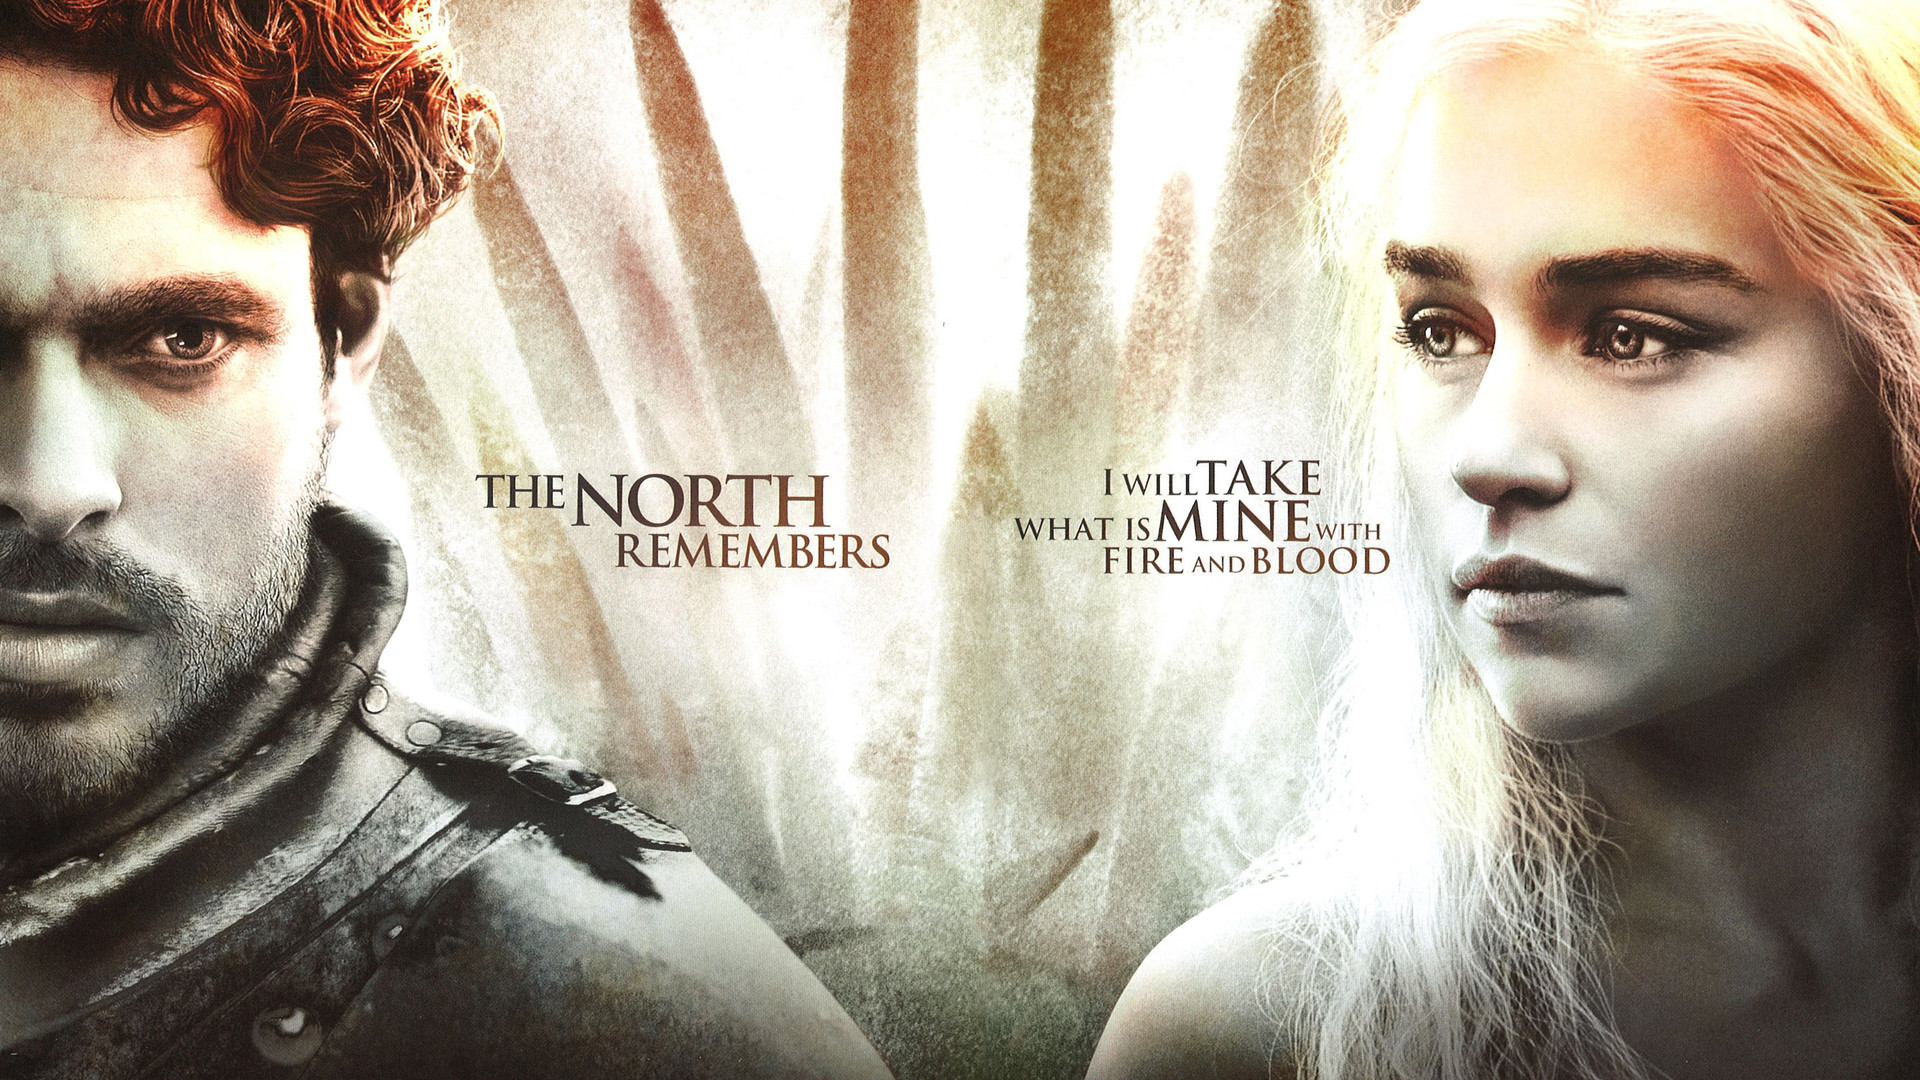 THE NORTH
REMEMBERS
I WILL TAKE
WHAT IS MINE WITH
FIRE AND BLOOD